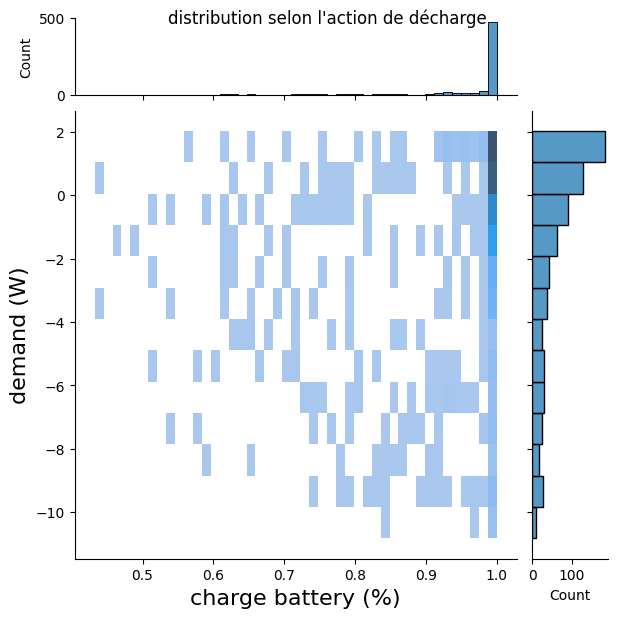 distribution selon l'action de décharge
500
0
Count
2
0
−2
−4
−6
−8
−10
demand (W)
0.5 0.6 0.7 0.8 0.9 1.0
charge battery (%)
0 100
Count